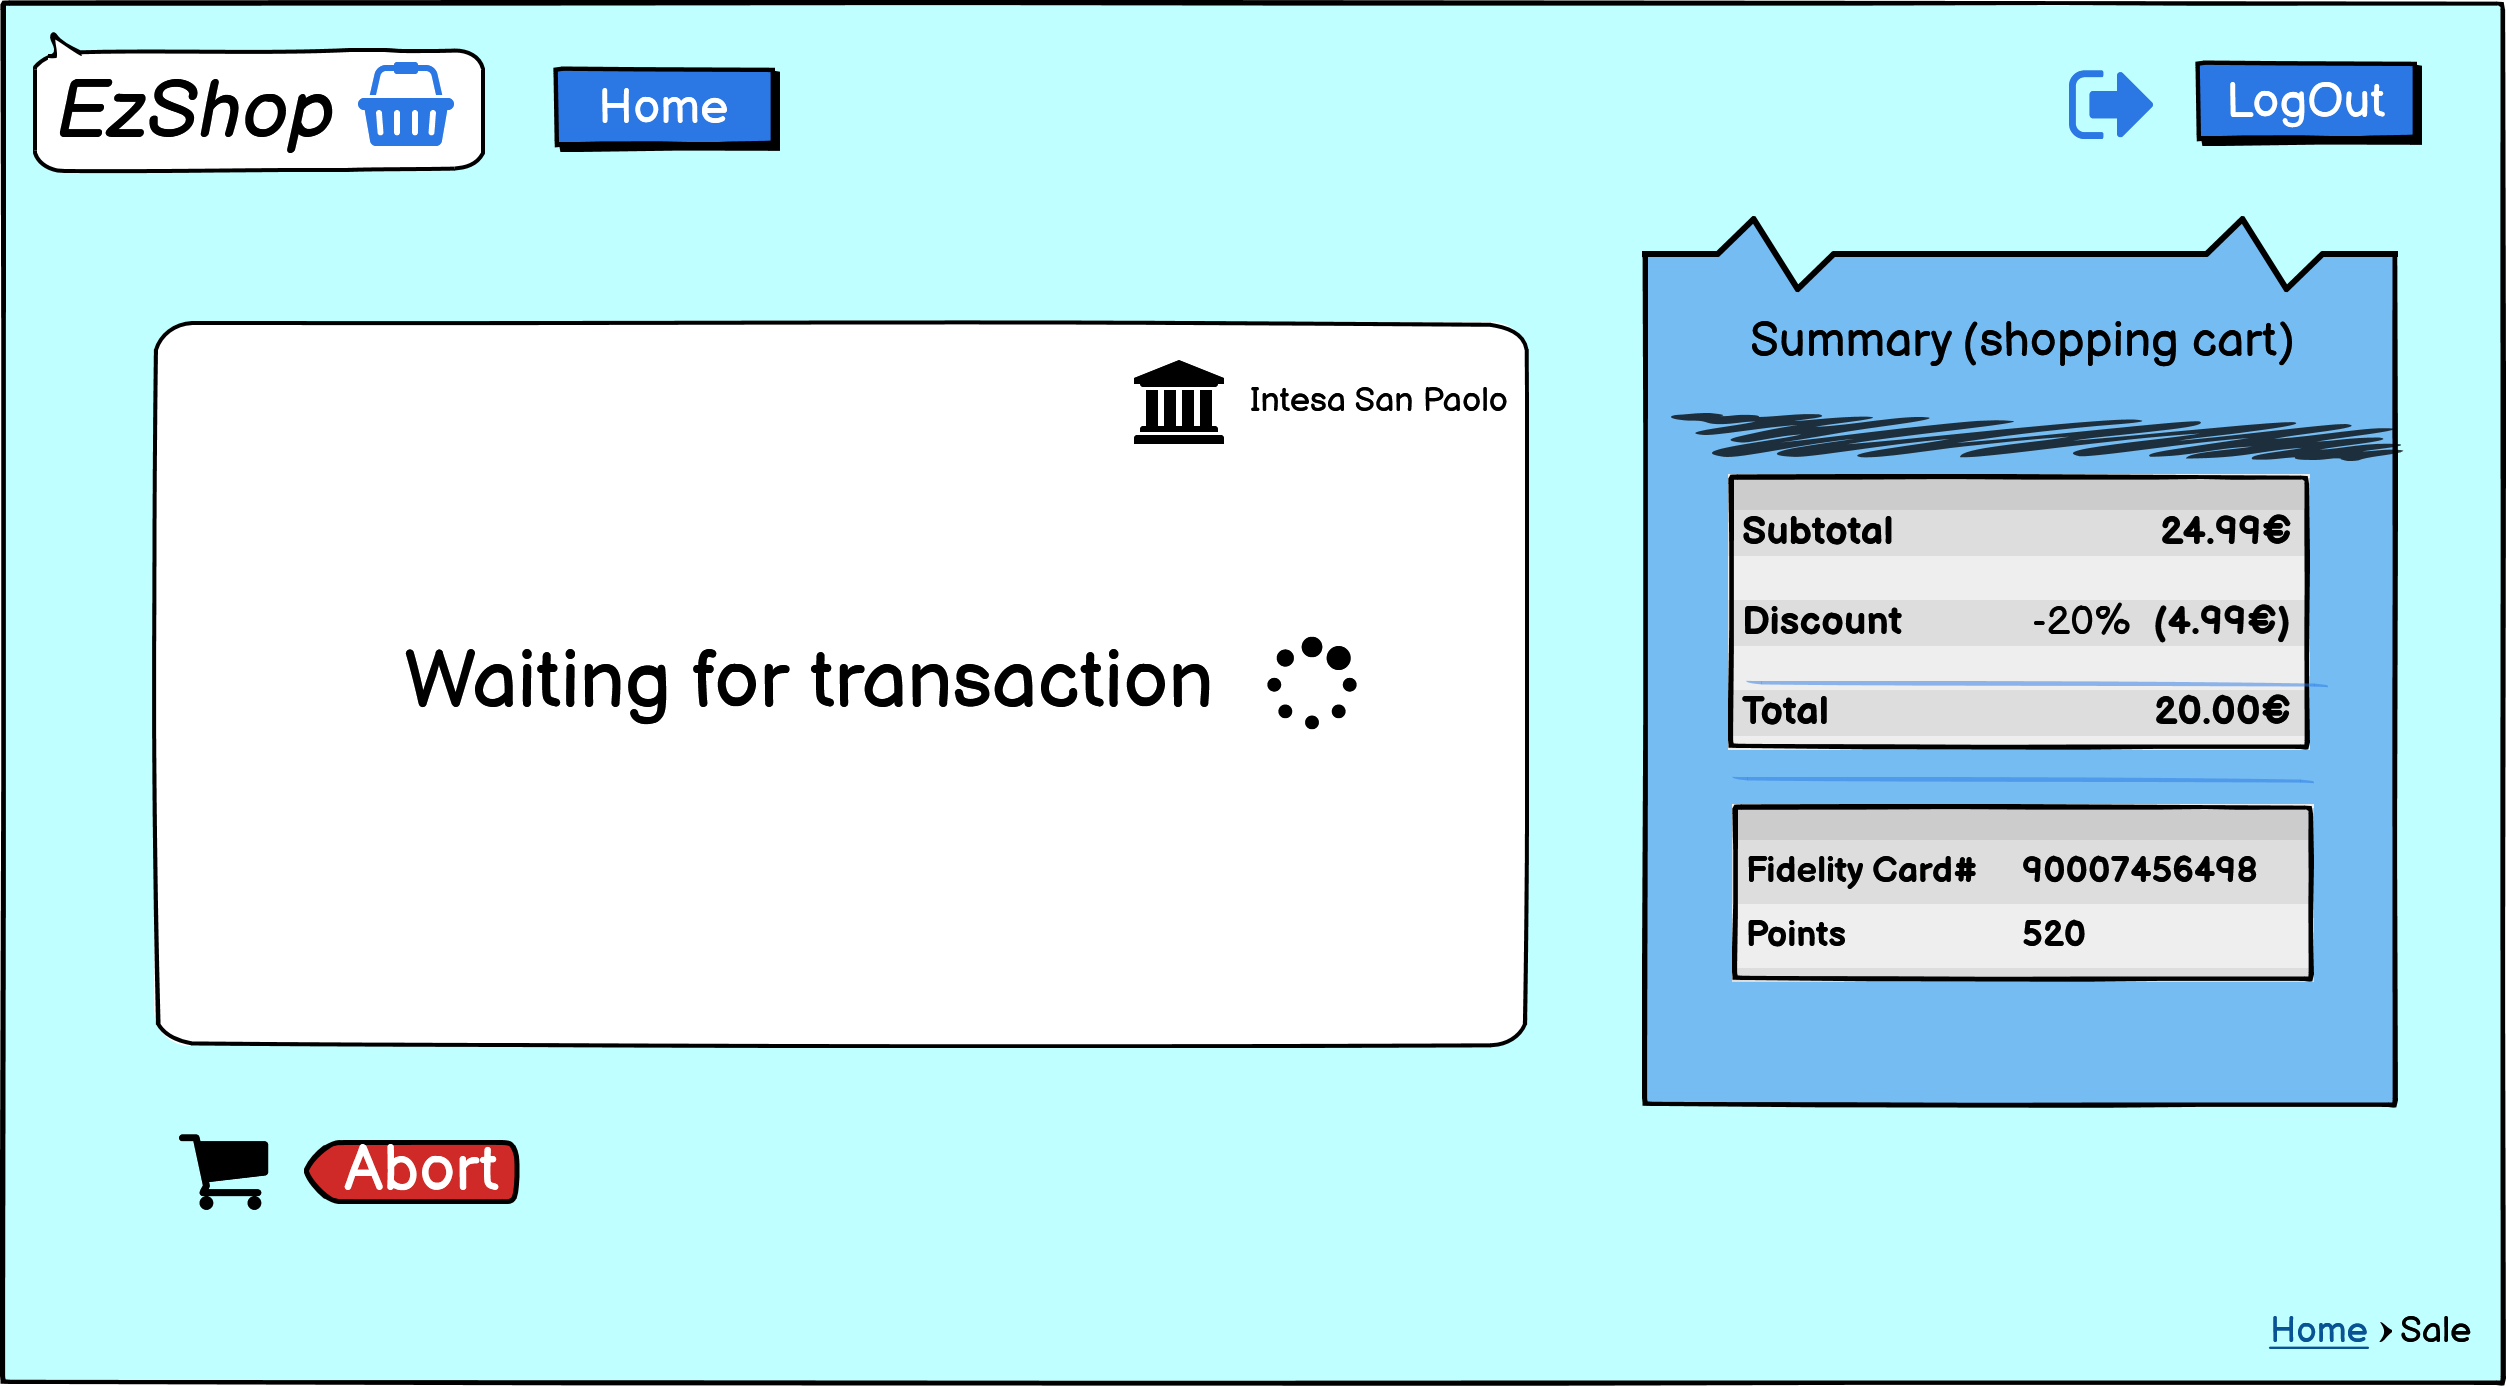 EzShop
Home
LogOut
Intesa San Paolo
Waiting for transaction
Summary (shopping cart)
Subtotal 24.99€
Discount -20% (4.99€)
Total 20.00€
Fidelity Card# 90007456498
Points 520
Abort
Home › Sale